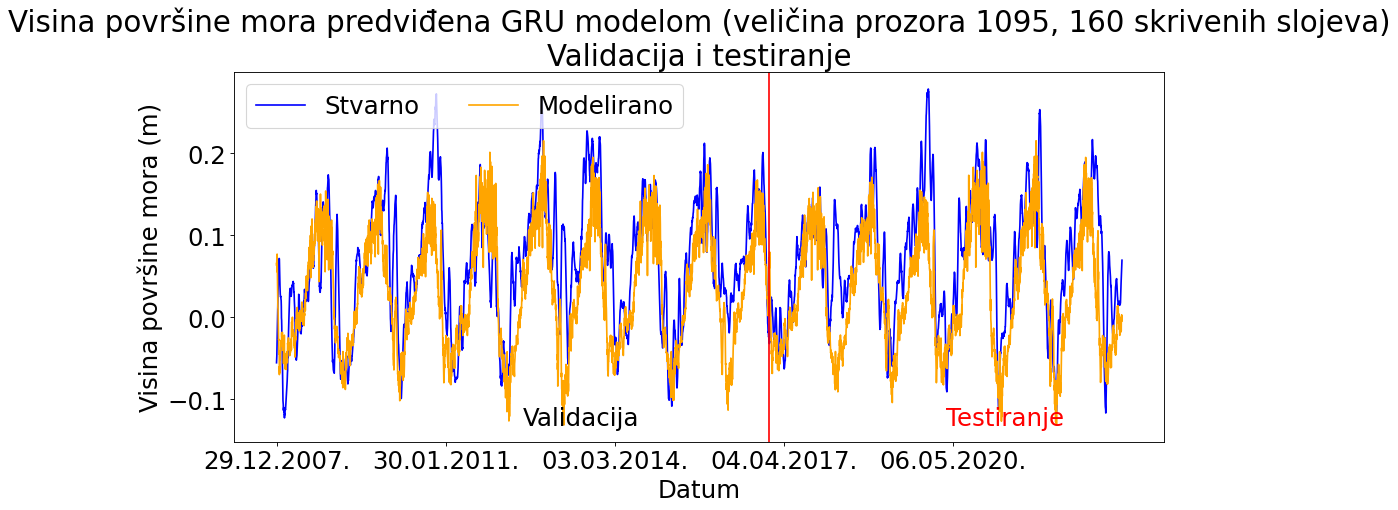 Visina površine mora predviđena GRU modelom (veličina prozora 1095, 160 skrivenih slojeva)
Validacija i testiranje
Stvarno
Modelirano
Visina površine mora (m)
0.2
0.1
0.0
−0.1
Validacija
Testiranje
29.12.2007.
30.01.2011.
03.03.2014.
04.04.2017.
06.05.2020.
Datum